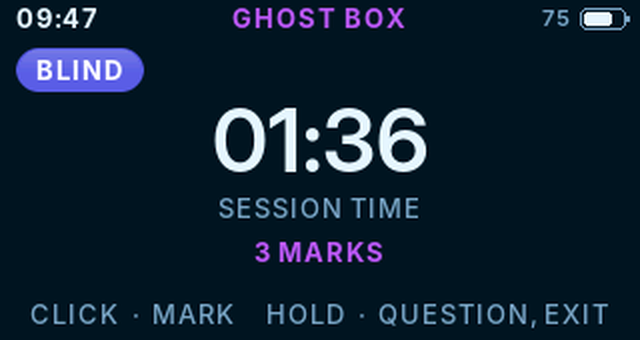 09:47 GHOST BOX 75
BLIND
01:36
SESSION TIME
3 MARKS
CLICK · MARK HOLD · QUESTION, EXIT